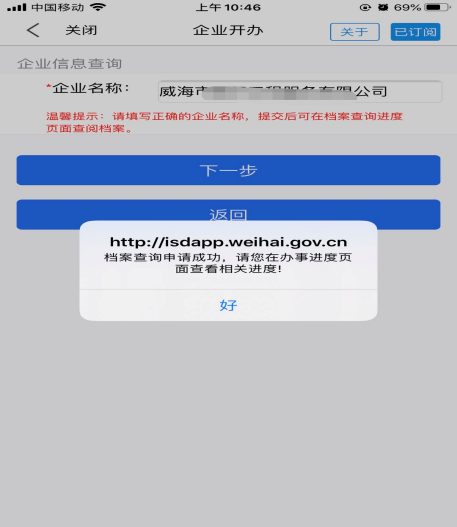 中国移动
上午10:46
69%
关闭
企业开办
关于
已订阅
企业信息查询
*企业名称：
威海市
有限公司
温馨提示：请填写正确的企业名称，提交后可在档案查询进度
页面查阅档案。
下一步
返回
http://isdapp.weihai.gov.cn
档案查询申请成功，请您在办事进度页
面查看相关进度！
好